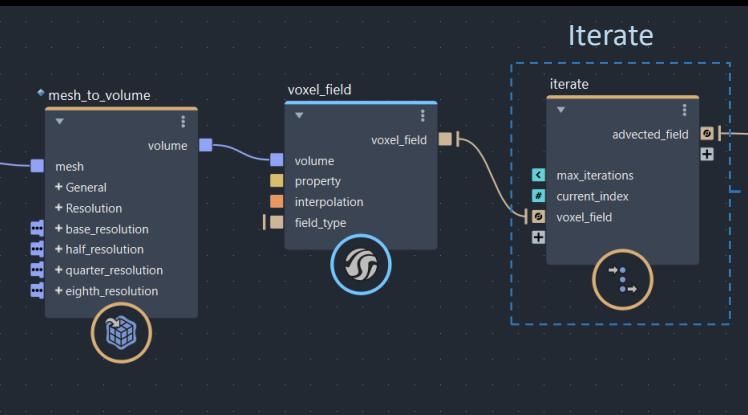 Iterate
mesh_to_volume
volume
mesh
+ General
+ Resolution
+ base_resolution
+ half_resolution
+ quarter_resolution
+ eighth_resolution
voxel_field
voxel_field
volume
property
interpolation
field_type
iterate
advected_field
max_iterations
# current_index
voxel_field